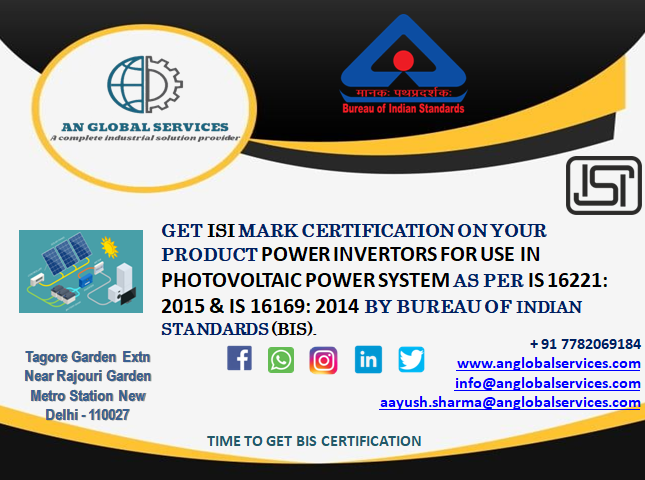 AN GLOBAL SERVICES
A complete industrial solution provider
मानक: पथप्रदर्शक:
Bureau of Indian Standards
ISI
GET ISI MARK CERTIFICATION ON YOUR
PRODUCT POWER INVERTORS FOR USE IN
PHOTOVOLTAIC POWER SYSTEM AS PER IS 16221:
2015 & IS 16169: 2014 BY BUREAU OF INDIAN
STANDARDS (BIS).
+ 91 7782069184
www.anglobalservices.com
info@anglobalservices.com
aayush.sharma@anglobalservices.com
Tagore Garden Extn
Near Rajouri Garden
Metro Station New
Delhi - 110027
TIME TO GET BIS CERTIFICATION